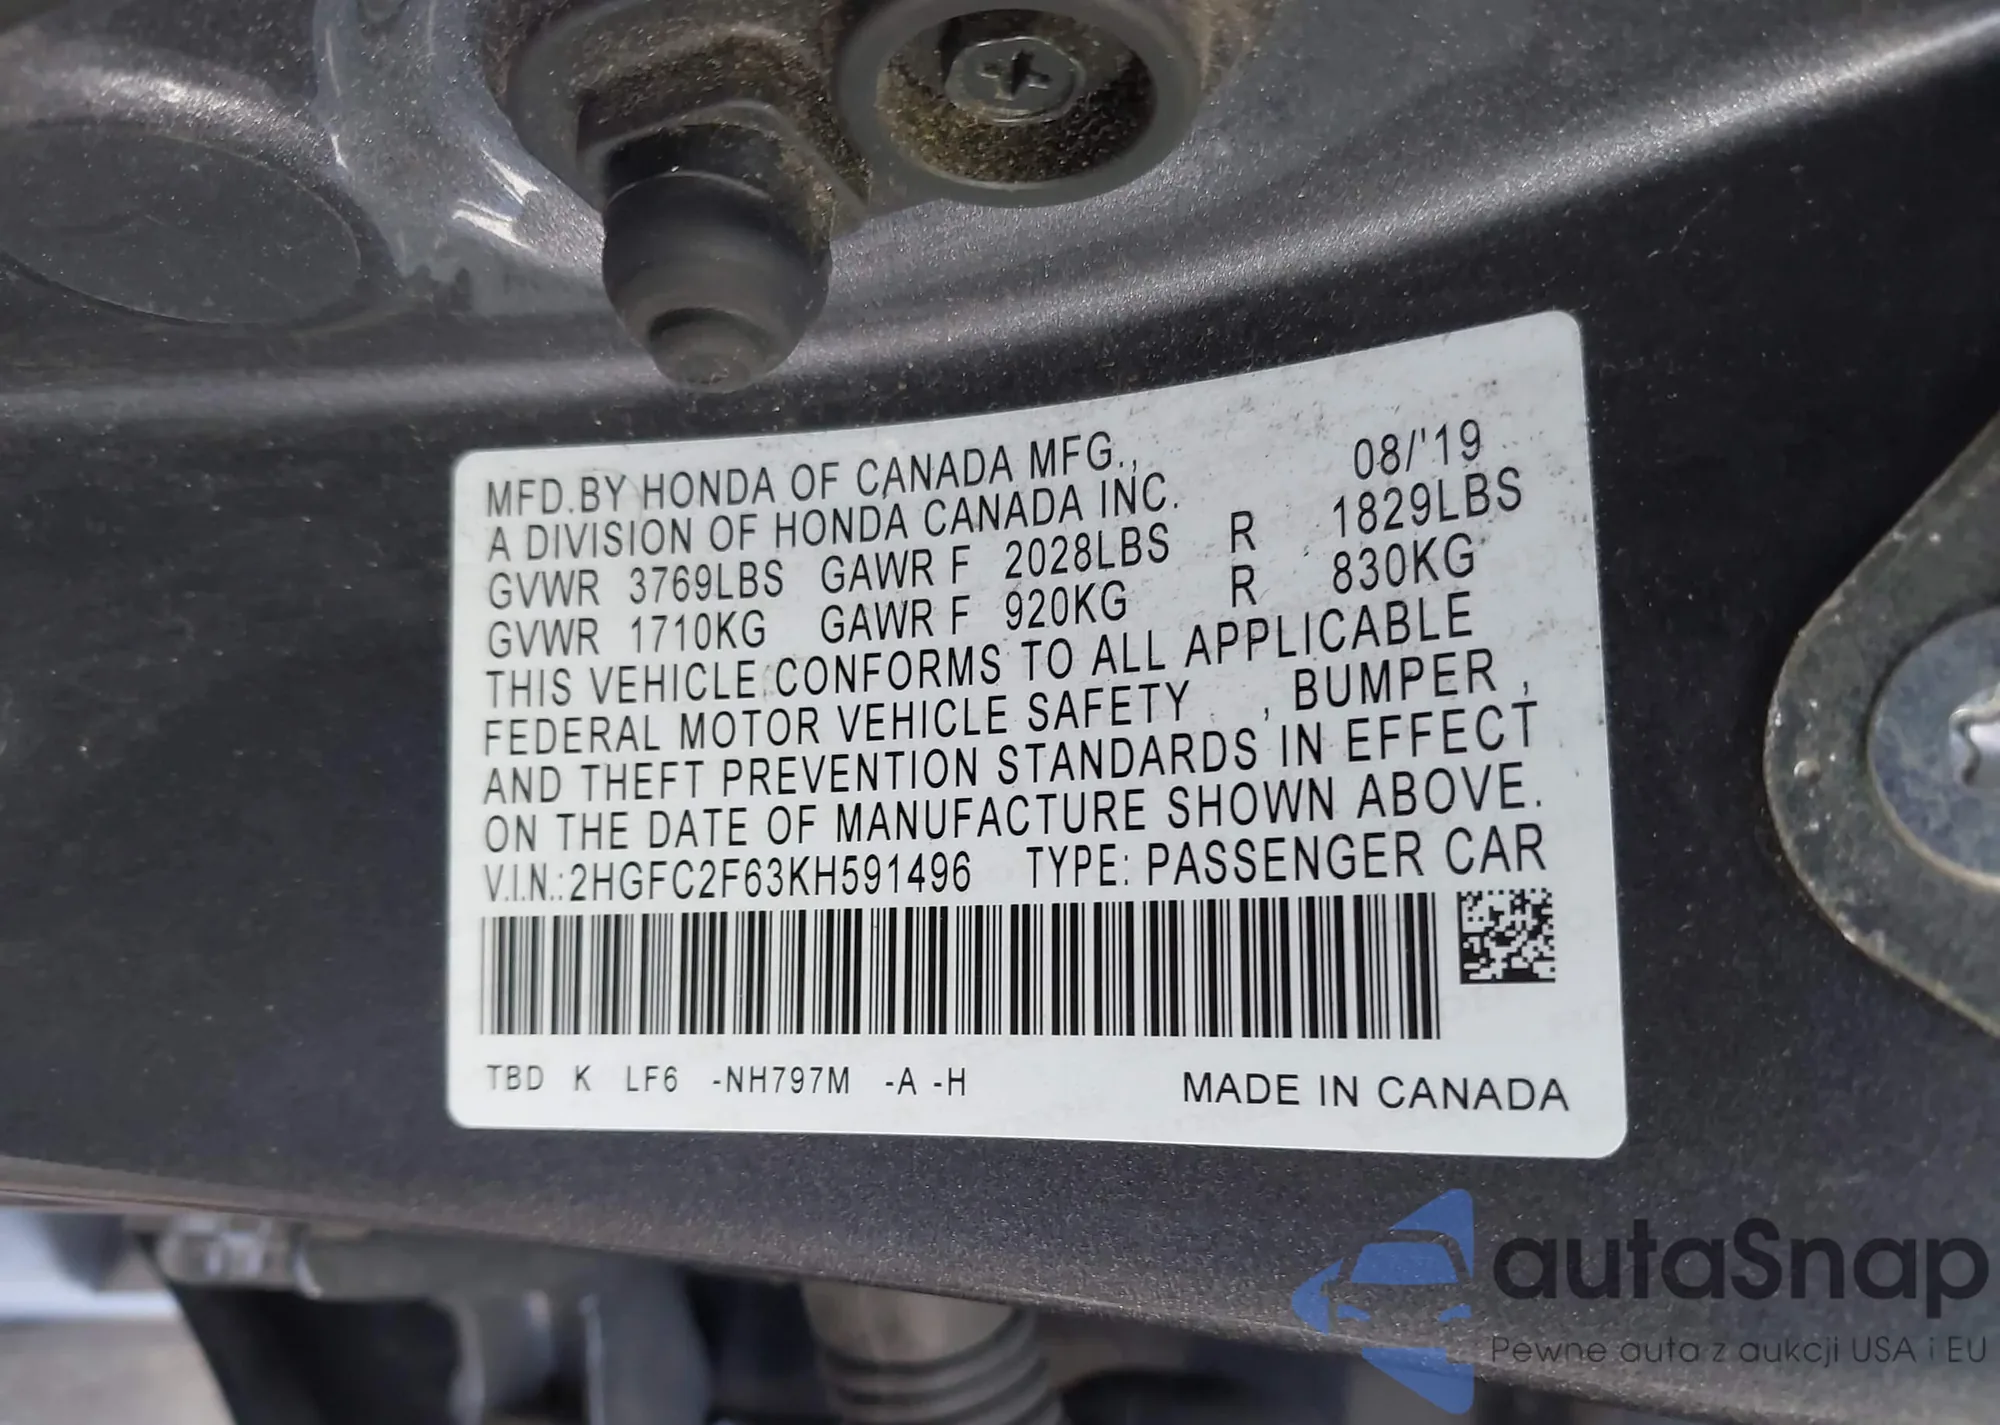 MFD.BY HONDA OF CANADA MFG., 08/'19
A DIVISION OF HONDA CANADA INC.
GVWR 3769LBS GAWR F 2028LBS R 1829LBS
GVWR 1710KG GAWR F 920KG R 830KG
THIS VEHICLE CONFORMS TO ALL APPLICABLE
FEDERAL MOTOR VEHICLE SAFETY , BUMPER ,
AND THEFT PREVENTION STANDARDS IN EFFECT
ON THE DATE OF MANUFACTURE SHOWN ABOVE.
V.I.N.:2HGFC2F63KH591496 TYPE: PASSENGER CAR
TBD K LF6 -NH797M -A -H MADE IN CANADA
autaSnap
Pewne auta z aukcji USA i EU